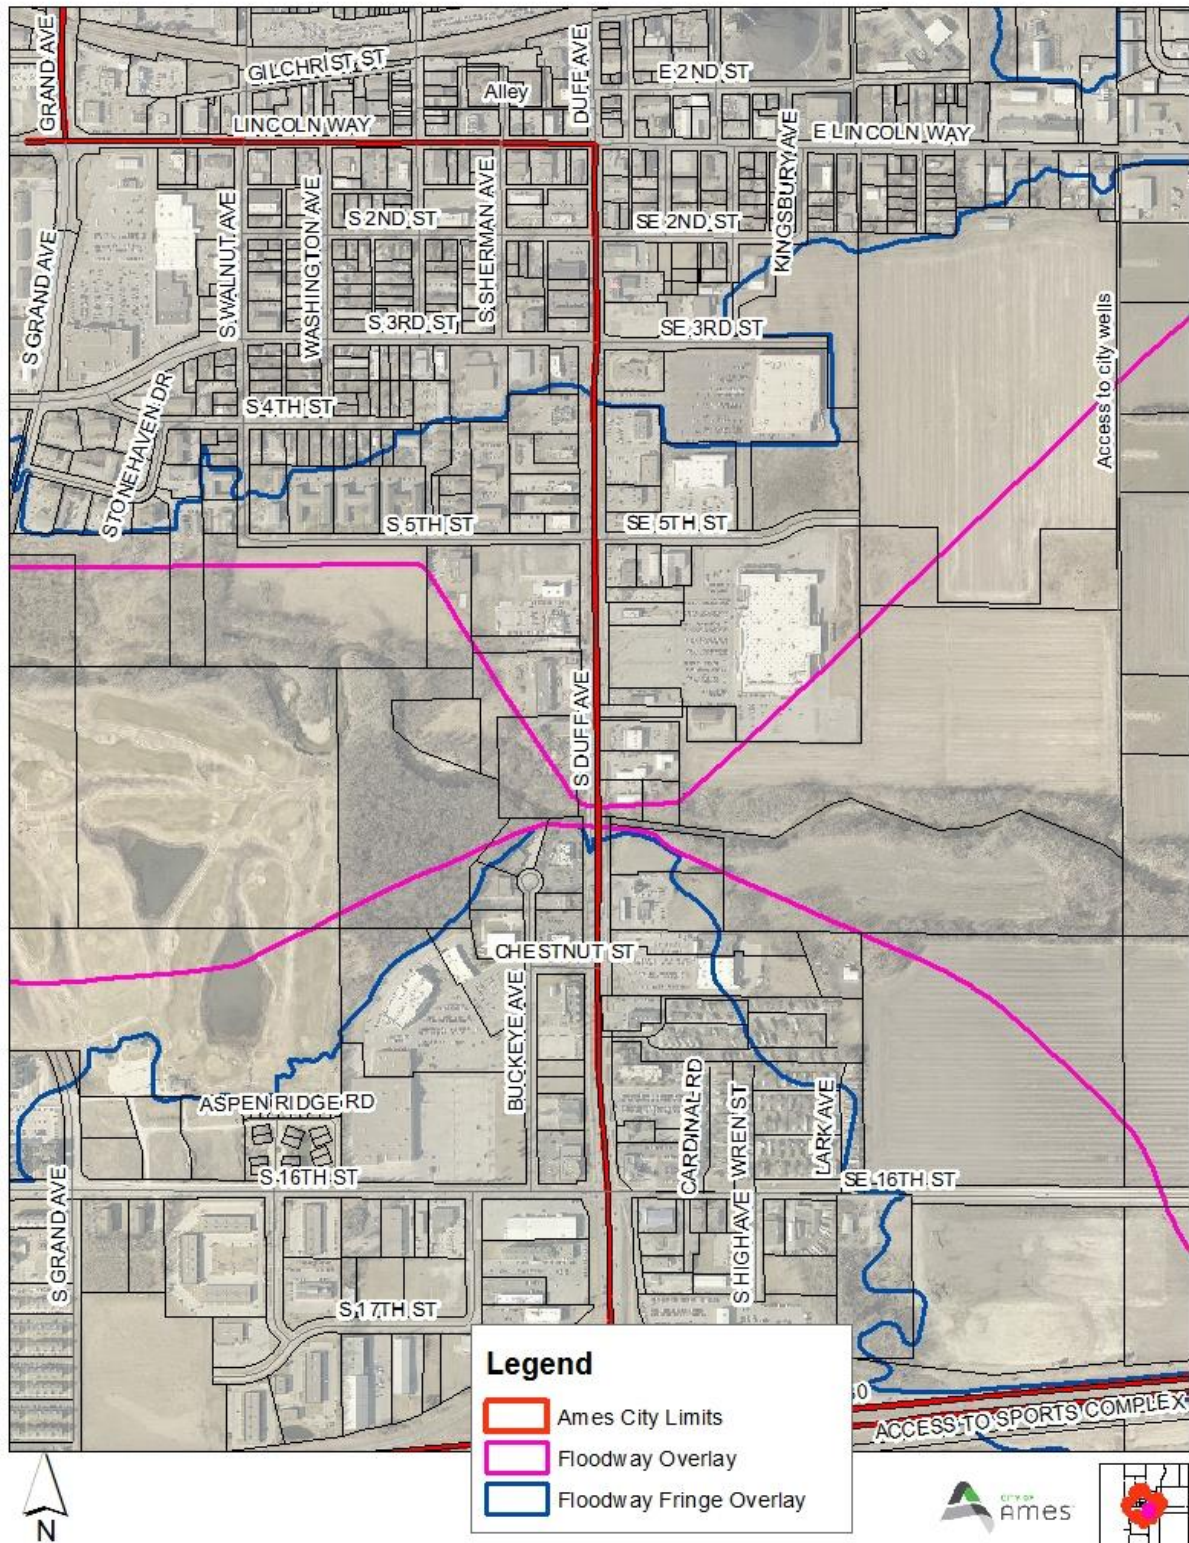 GRAND AVE
GILCHRIST ST
DUFF AVE
E 2ND ST
Alley
LINCOLN WAY
E LINCOLN WAY
KINGSBURY AVE
S GRAND AVE
S WALNUT AVE
WASHINGTON AVE
S 2ND ST
S SHERMAN AVE
SE 2ND ST
S 3RD ST
SE 3RD ST
Access to city wells
STONEHAVEN DR
S 4TH ST
S 5TH ST
SE 5TH ST
S DUFF AVE
CHESTNUT ST
BUCKEYE AVE
ASPEN RIDGE RD
CARDINAL RD
WREN ST
LARK AVE
S 16TH ST
SE 16TH ST
S GRAND AVE
S HIGH AVE
S 17TH ST
ACCESS TO SPORTS COMPLEX
Legend
Ames City Limits
Floodway Overlay
Floodway Fringe Overlay
N
CITY OF
Ames